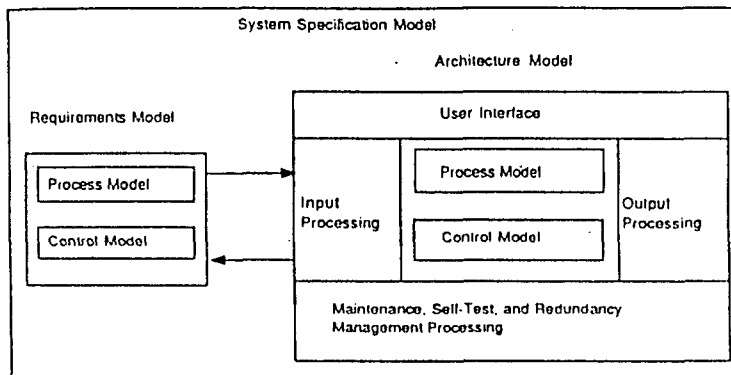 System Specification Model
Architecture Model
Requirements Model
User Interface
Process Model
Control Model
Input
Processing
Process Model
Control Model
Output
Processing
Maintenance, Self-Test, and Redundancy
Management Processing